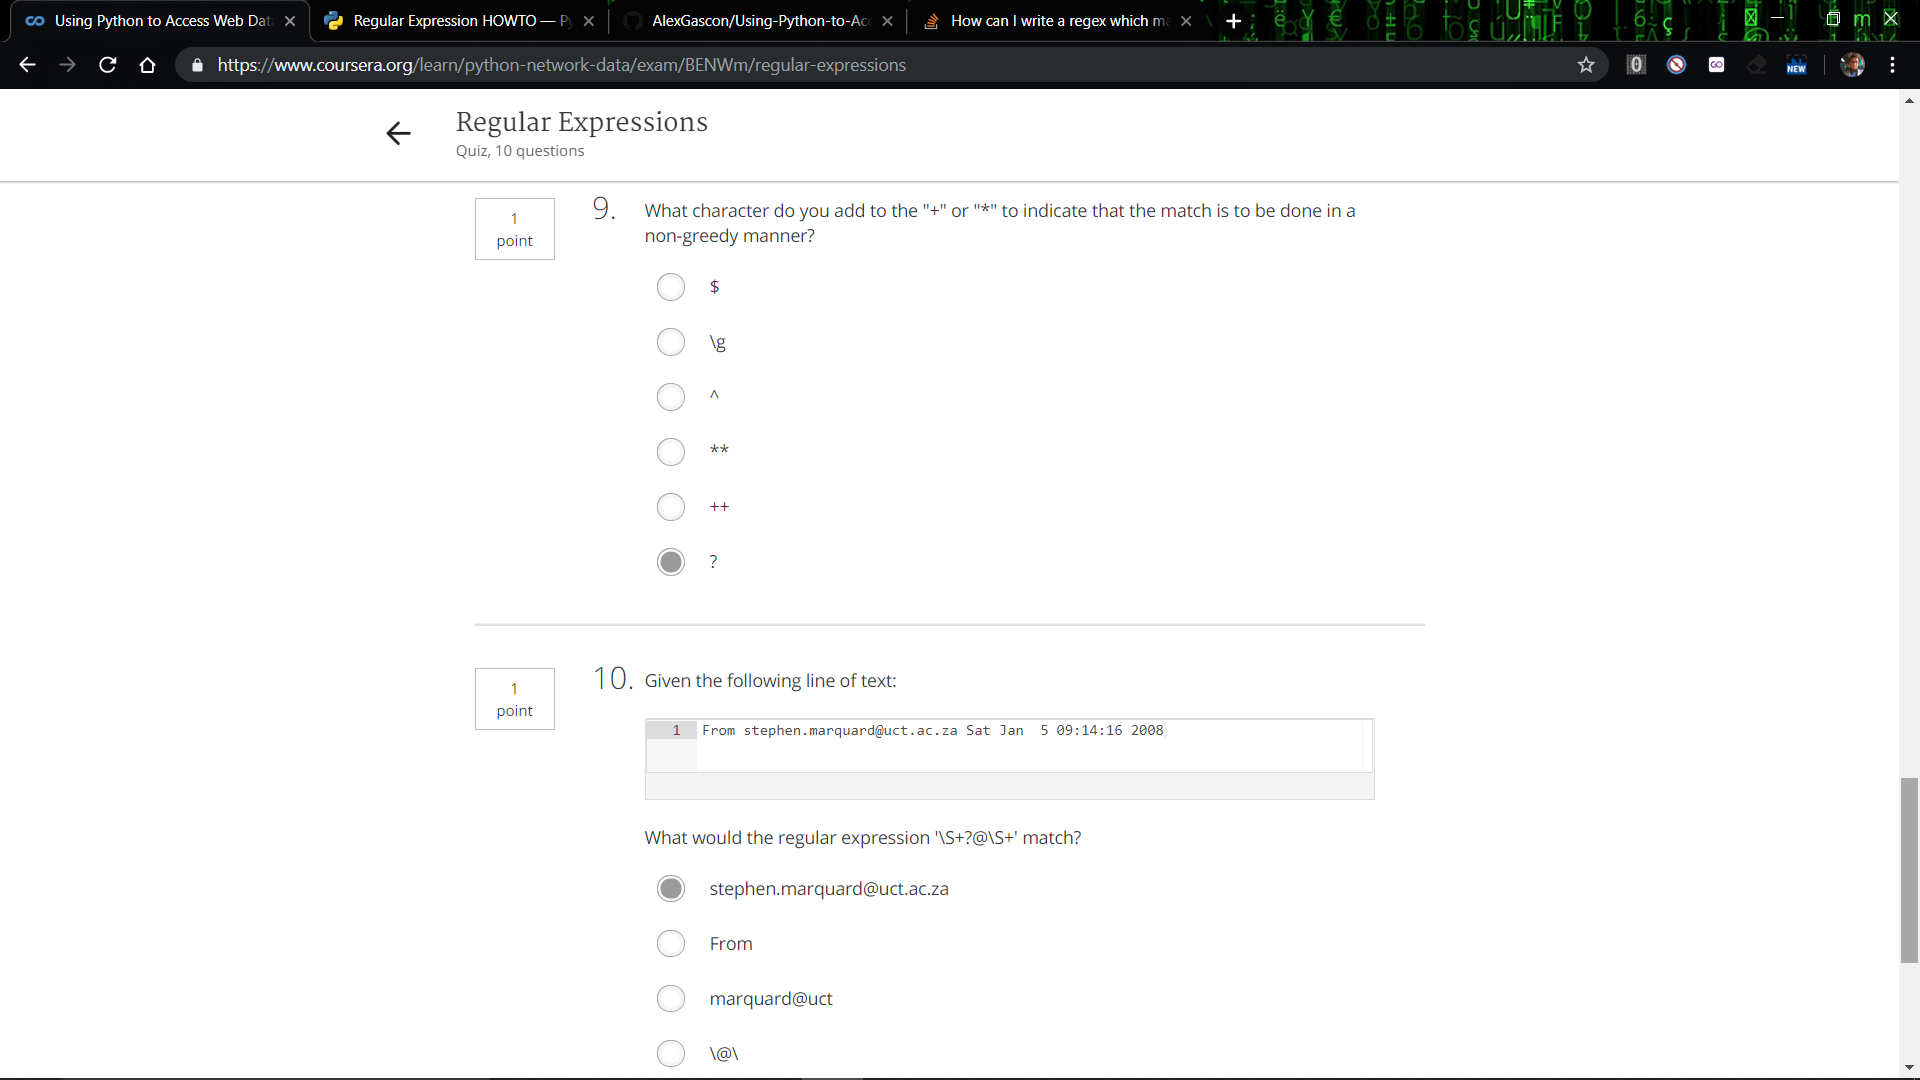 Using Python to Access Web Dat
Regular Expression HOWTO — P
AlexGascon/Using-Python-to-Ac
How can I write a regex which ma
https://www.coursera.org/learn/python-network-data/exam/BENWm/regular-expressions
NEW
Regular Expressions
Quiz, 10 questions
1
point
9.
What character do you add to the "+" or "*" to indicate that the match is to be done in a
non-greedy manner?
$
\g
^
**
++
?
1
point
10.
Given the following line of text:
1 From stephen.marquard@uct.ac.za Sat Jan  5 09:14:16 2008
What would the regular expression '\S+?@\S+' match?
stephen.marquard@uct.ac.za
From
marquard@uct
\@\